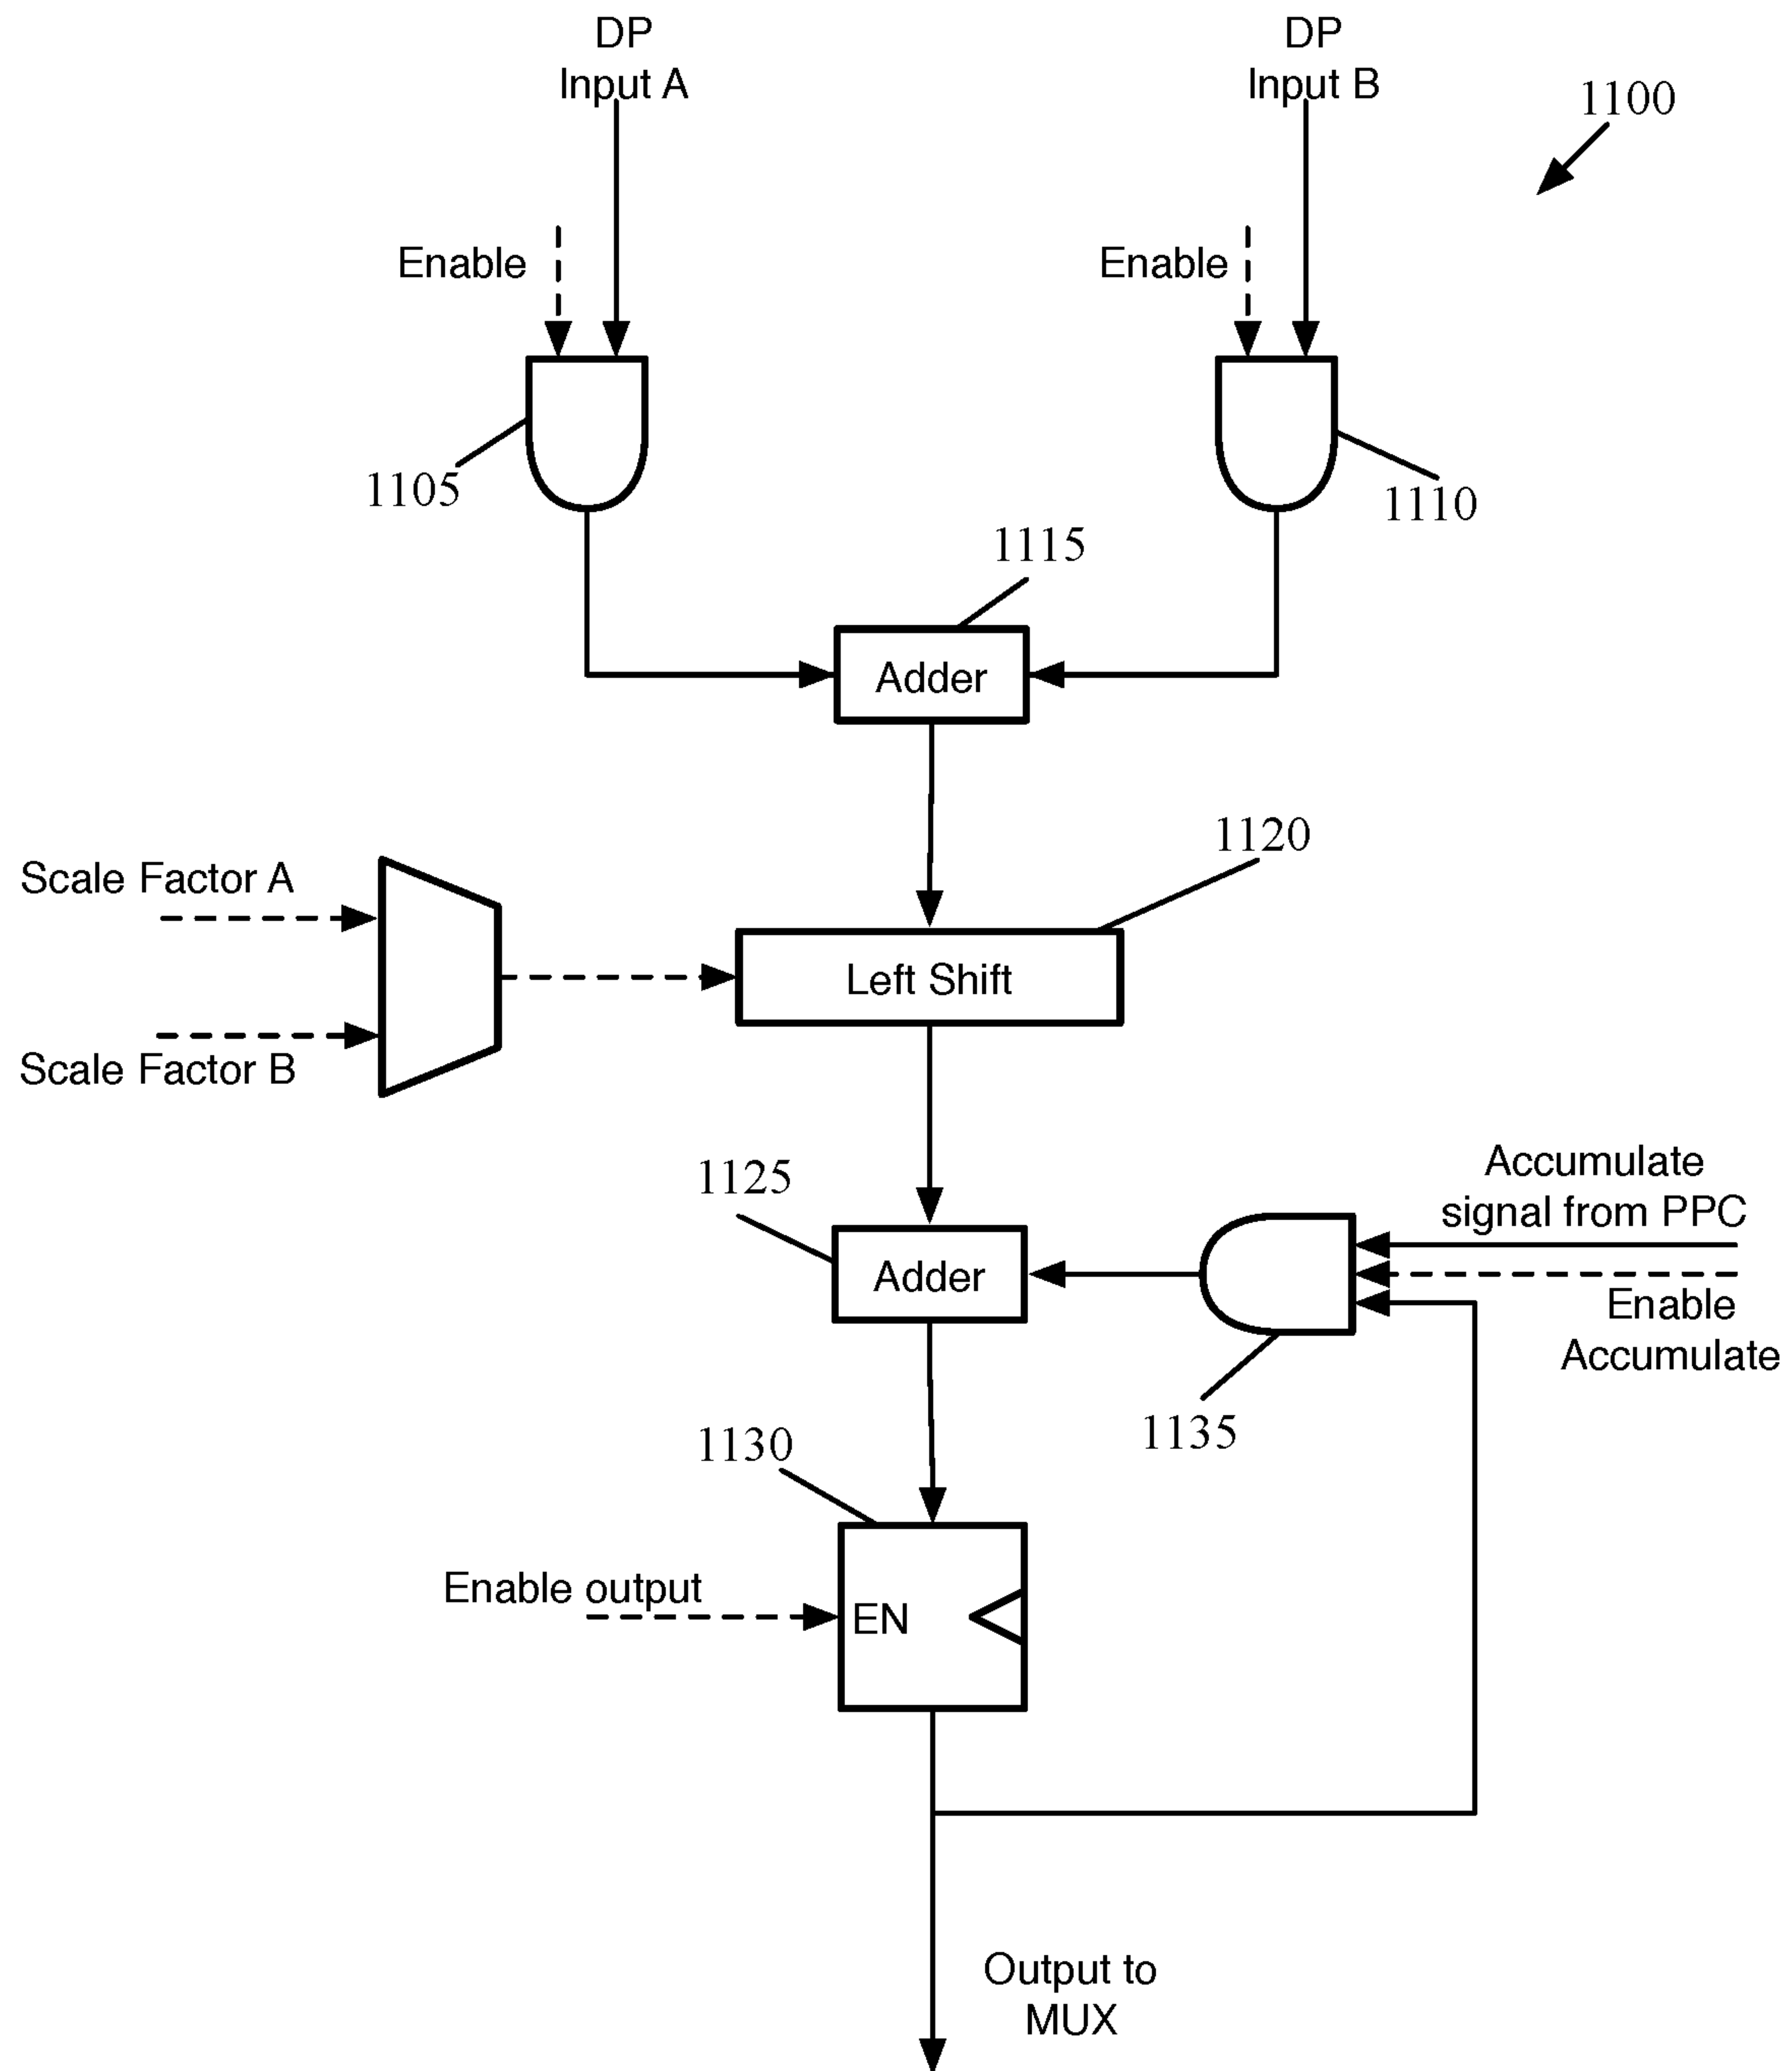 DP
Input A
DP
Input B
1100
Enable
Enable
1105
1110
1115
Adder
1120
Scale Factor A
Left Shift
Scale Factor B
1125
Accumulate
signal from PPC
Adder
Enable
Accumulate
1135
1130
Enable output
EN
Output to
MUX